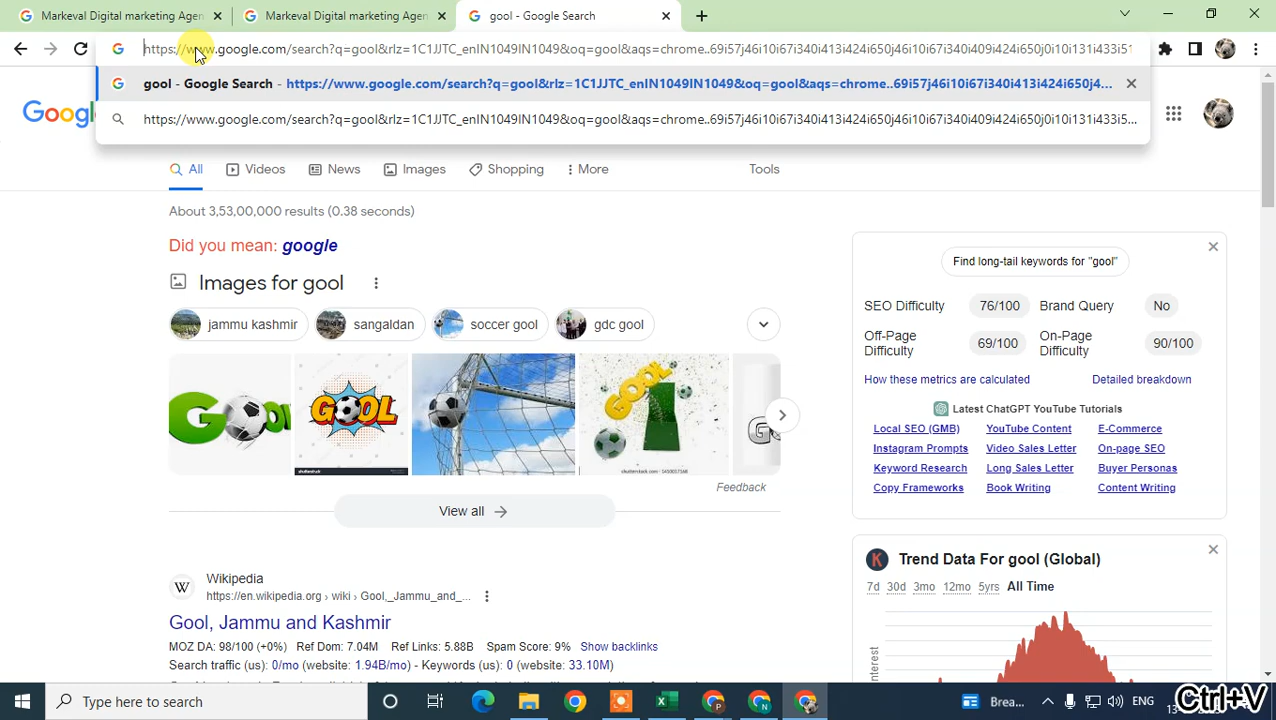 Markeval Digital marketing Agen
Markeval Digital marketing Agen
gool - Google Search
https://www.google.com/search?q=gool&rlz=1C1JJTC_enIN1049IN1049&oq=gool&aqs=chrome..69i57j46i10i67i340i413i424i650j46i10i67i340i409i424i650j0i10i131i433i51
gool - Google Search - https://www.google.com/search?q=gool&rlz=1C1JJTC_enIN1049IN1049&oq=gool&aqs=chrome..69i57j46i10i67i340i413i424i650j4...
https://www.google.com/search?q=gool&rlz=1C1JJTC_enIN1049IN1049&oq=gool&aqs=chrome..69i57j46i10i67i340i413i424i650j46i10i67i340i409i424i650j0i10i131i433i5...
All Videos News Images Shopping More Tools
About 3,53,00,000 results (0.38 seconds)
Did you mean: google
Images for gool
jammu kashmir sangaldan soccer gool gdc gool
Feedback
View all
Wikipedia
https://en.wikipedia.org › wiki › Gool,_Jammu_and_...
Gool, Jammu and Kashmir
MOZ DA: 98/100 (+0%) Ref Dom: 7.04M Ref Links: 5.88B Spam Score: 9% Show backlinks
Search traffic (us): 0/mo (website: 1.94B/mo) - Keywords (us): 0 (website: 33.10M)
Find long-tail keywords for "gool"
SEO Difficulty 76/100 Brand Query No
Off-Page Difficulty 69/100 On-Page Difficulty 90/100
How these metrics are calculated Detailed breakdown
Latest ChatGPT YouTube Tutorials
Local SEO (GMB) YouTube Content E-Commerce
Instagram Prompts Video Sales Letter On-page SEO
Keyword Research Long Sales Letter Buyer Personas
Copy Frameworks Book Writing Content Writing
Trend Data For gool (Global)
7d 30d 3mo 12mo 5yrs All Time
Type here to search
Brea...
ENG
Ctrl+V